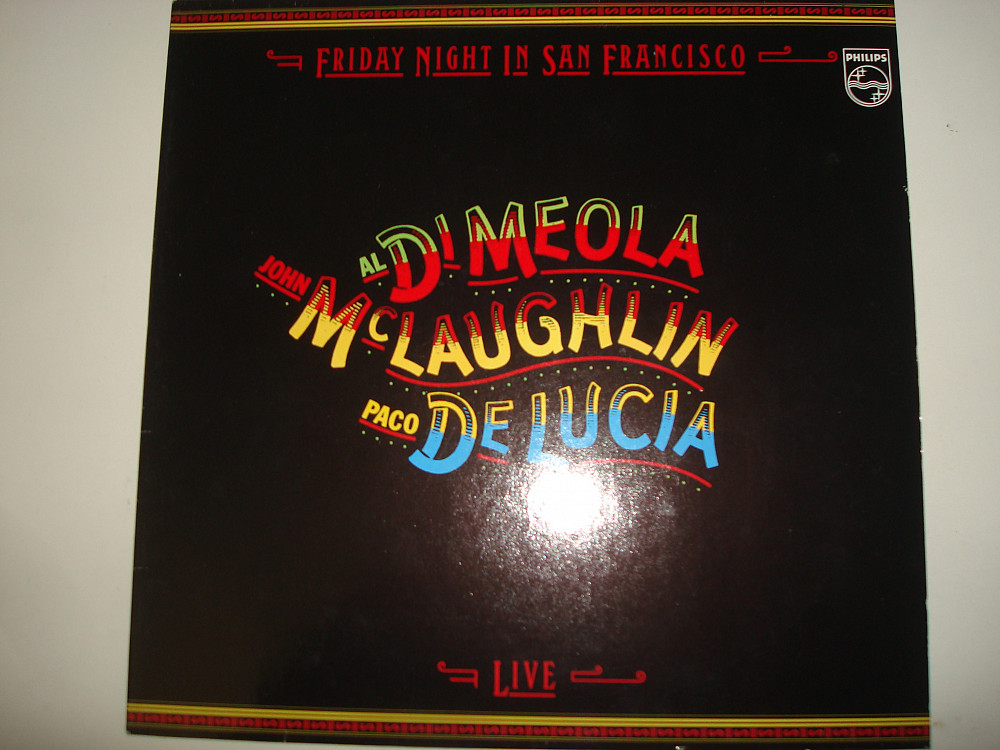 FRIDAY NIGHT IN SAN FRANCISCO
PHILIPS
AL DI MEOLA
JOHN McLAUGHLIN
PACO DE LUCIA
LIVE